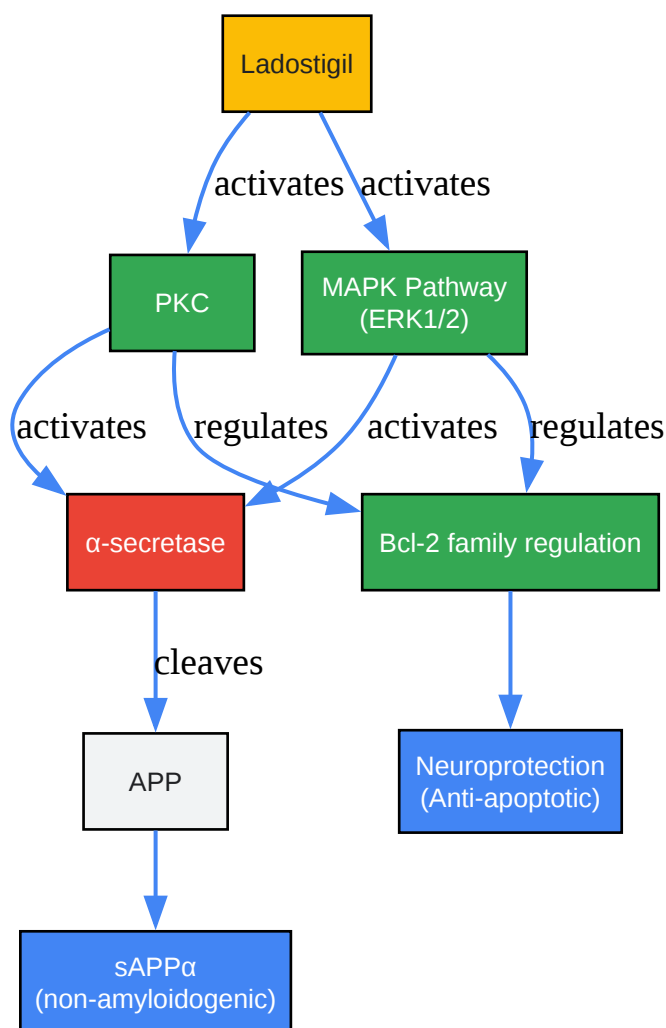 Ladostigil
activates activates
PKC
MAPK Pathway
(ERK1/2)
activates regulates activates regulates
α-secretase
Bcl-2 family regulation
cleaves
APP
Neuroprotection
(Anti-apoptotic)
sAPPα
(non-amyloidogenic)